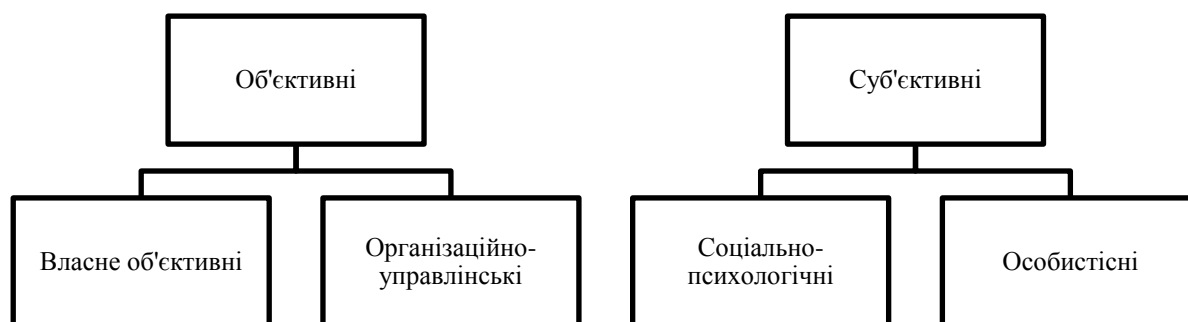 Об'єктивні
Суб'єктивні
Власне об'єктивні
Організаційно-
управлінські
Соціально-
психологічні
Особистісні